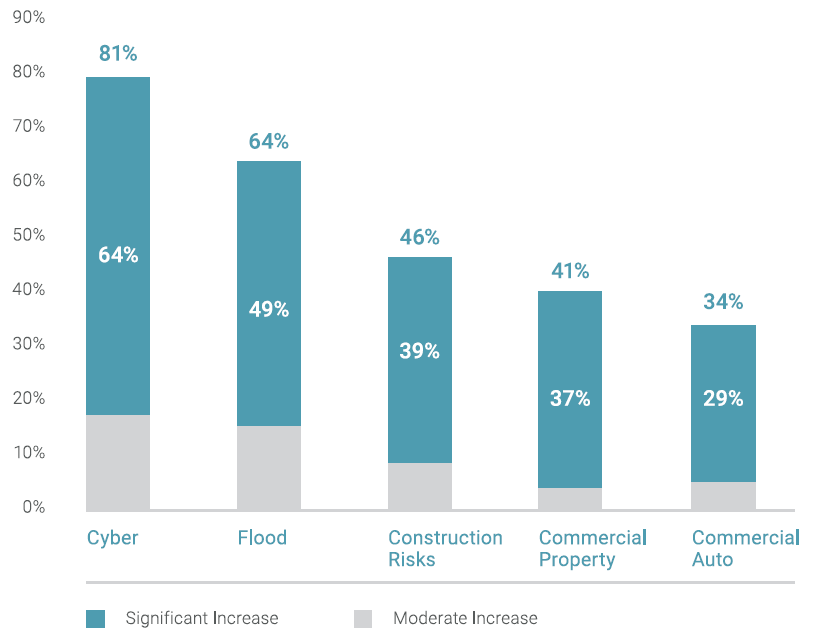 90%
81%
80%
70%
64%
60%
64%
50%
46%
49%
41%
40%
39%
34%
30%
37%
29%
20%
10%
0%
Cyber
Flood
Construction
Risks
Commercial
Property
Commercial
Auto
Significant Increase
Moderate Increase